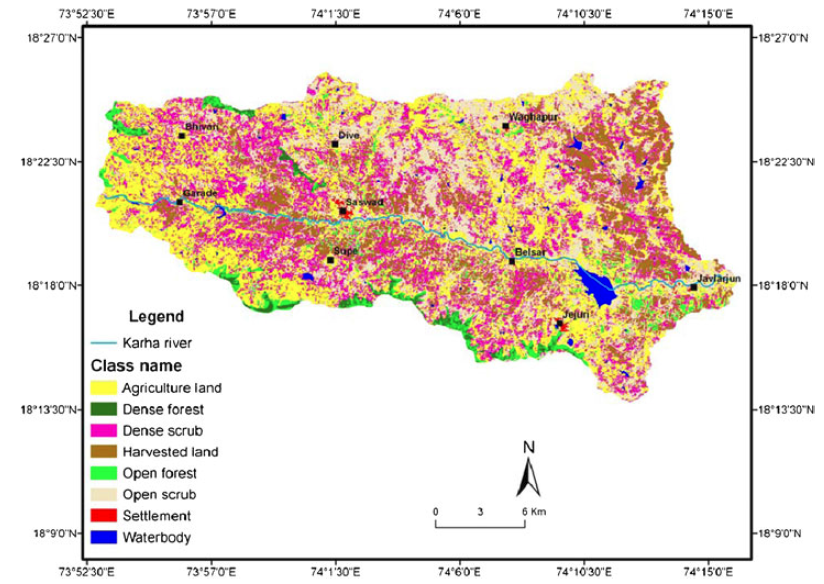 73°52'30"E 73°57'0"E 74°1'30"E 74°6'0"E 74°10'30"E 74°15'0"E
18°27'0"N 18°27'0"N
Waghapur
Bhivari
Dive
18°22'30"N 18°22'30"N
Garade
Saswad
Supe
Belsar
Javlarjun
18°18'0"N 18°18'0"N
Jejuri
Legend
Karha river
Class name
Agriculture land
Dense forest
18°13'30"N 18°13'30"N
Dense scrub
Harvested land
Open forest
N
Open scrub
0 3 6 Km
Settlement
18°9'0"N 18°9'0"N
Waterbody
73°52'30"E 73°57'0"E 74°1'30"E 74°6'0"E 74°10'30"E 74°15'0"E